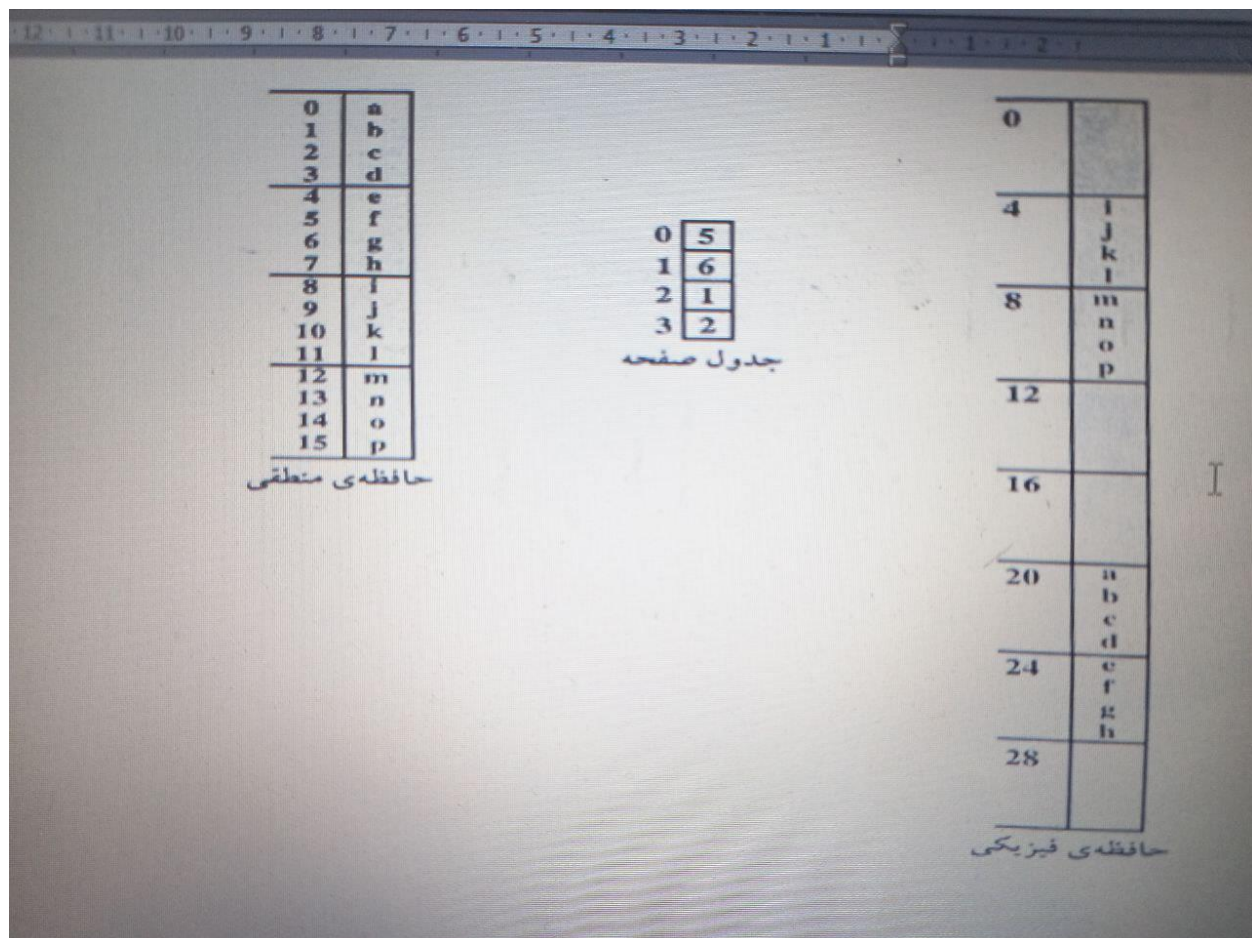 12 11 10 9 8 7 6 5 4 3 2 1 1 2
0 a
1 b
2 c
3 d
4 e
5 f
6 g
7 h
8 i
9 j
10 k
11 l
12 m
13 n
14 o
15 p
حافظه‌ی منطقی
0 5
1 6
2 1
3 2
جدول صفحه
0
4 i
j
k
l
8 m
n
o
p
12
16
20 a
b
c
d
24 e
f
g
h
28
حافظه‌ی فیزیکی